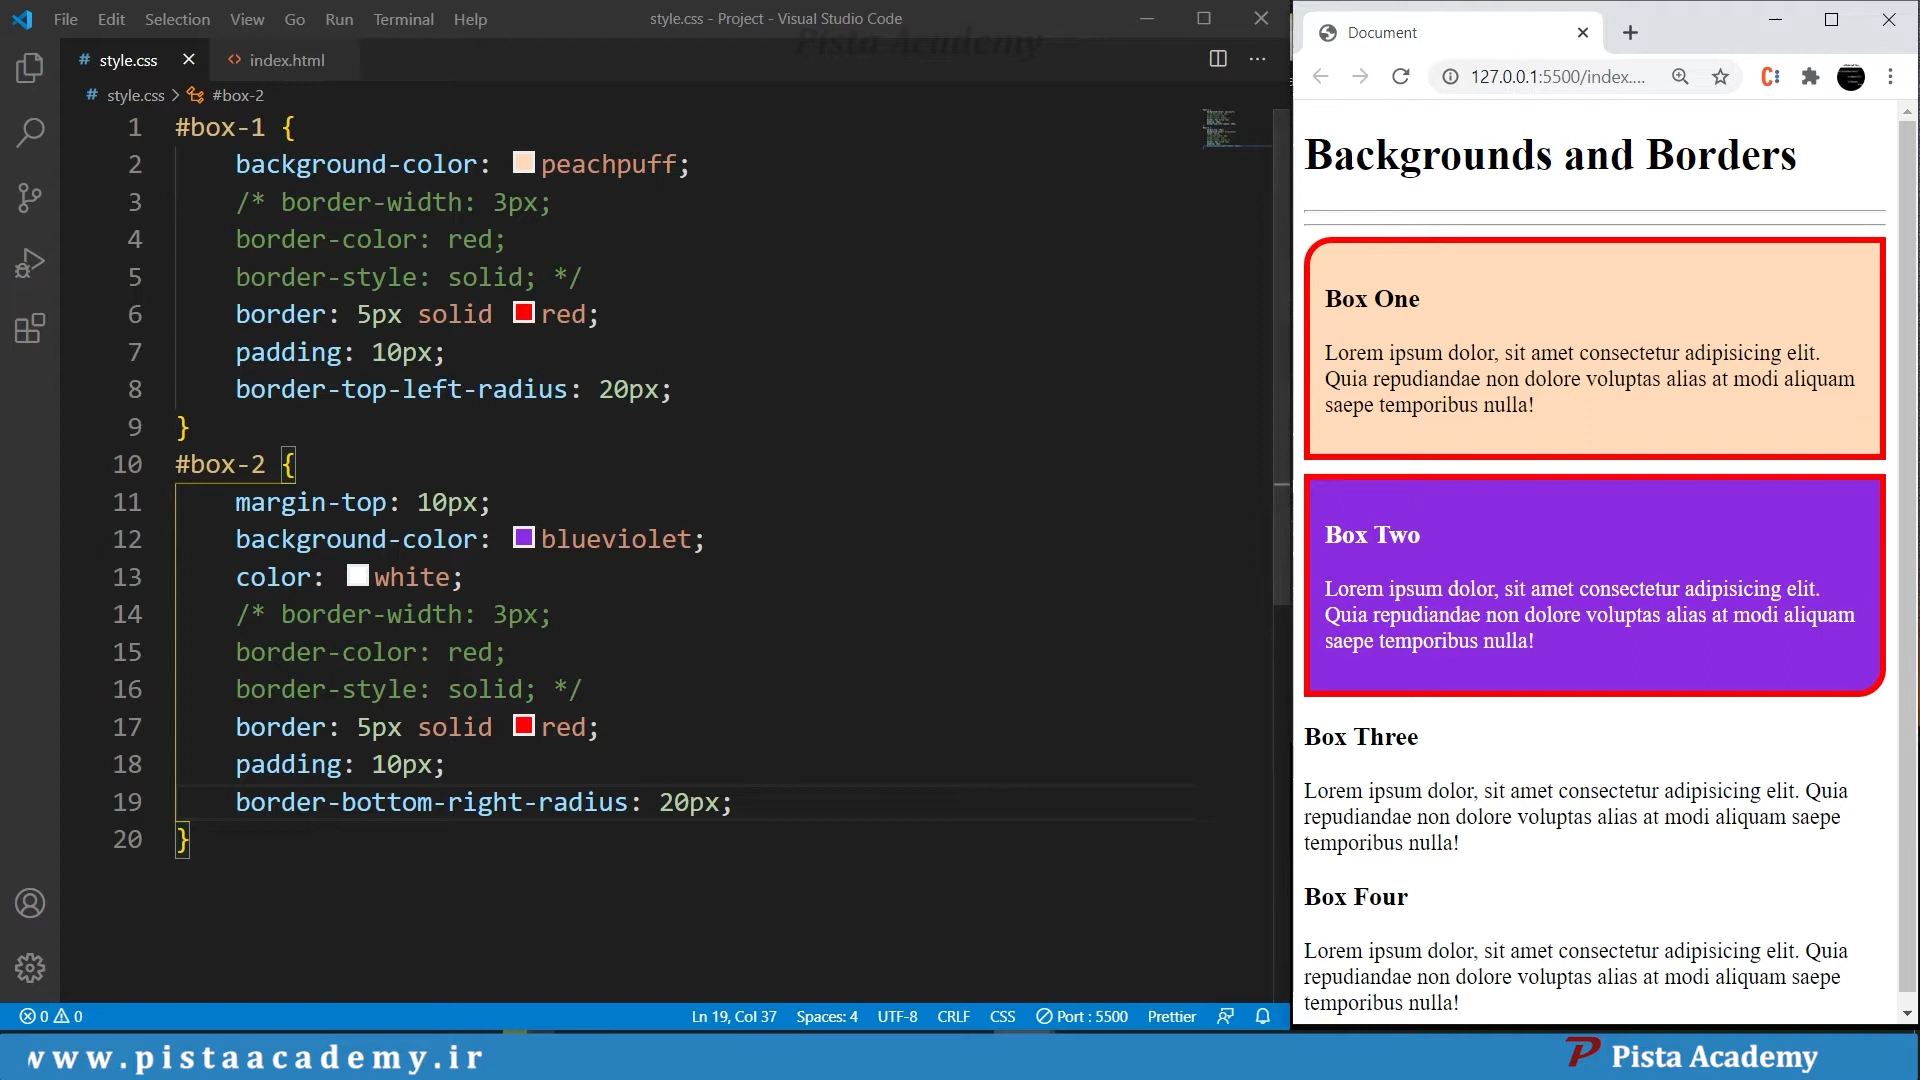 File Edit Selection View Go Run Terminal Help
style.css - Project - Visual Studio Code
Pista Academy
# style.css
<> index.html
# style.css > #box-2
1 #box-1 {
2 background-color: peachpuff;
3 /* border-width: 3px;
4 border-color: red;
5 border-style: solid; */
6 border: 5px solid red;
7 padding: 10px;
8 border-top-left-radius: 20px;
9 }
10 #box-2 {
11 margin-top: 10px;
12 background-color: blueviolet;
13 color: white;
14 /* border-width: 3px;
15 border-color: red;
16 border-style: solid; */
17 border: 5px solid red;
18 padding: 10px;
19 border-bottom-right-radius: 20px;
20 }
0 0
Ln 19, Col 37 Spaces: 4 UTF-8 CRLF CSS Port : 5500 Prettier
Document
127.0.0.1:5500/index....
Backgrounds and Borders
Box One
Lorem ipsum dolor, sit amet consectetur adipisicing elit.
Quia repudiandae non dolore voluptas alias at modi aliquam
saepe temporibus nulla!
Box Two
Lorem ipsum dolor, sit amet consectetur adipisicing elit.
Quia repudiandae non dolore voluptas alias at modi aliquam
saepe temporibus nulla!
Box Three
Lorem ipsum dolor, sit amet consectetur adipisicing elit. Quia
repudiandae non dolore voluptas alias at modi aliquam saepe
temporibus nulla!
Box Four
Lorem ipsum dolor, sit amet consectetur adipisicing elit. Quia
repudiandae non dolore voluptas alias at modi aliquam saepe
temporibus nulla!
www.pistaacademy.ir
P Pista Academy